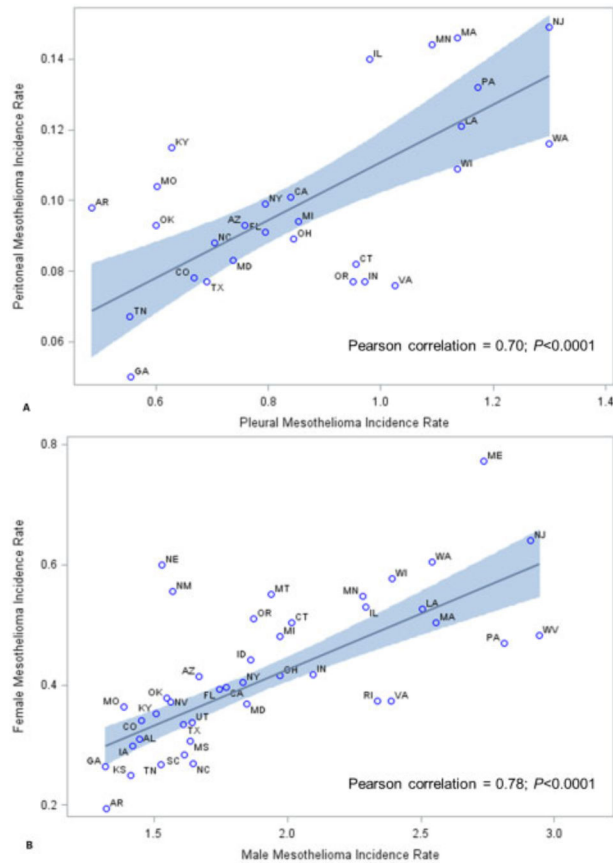 Peritoneal Mesothelioma Incidence Rate
0.14
0.12
0.10
0.08
0.06
NJ
MA
MN
IL
PA
LA
WA
KY
WI
MO
AR
NY
CA
OK
AZ
FL
MI
NC
OH
MD
CT
CO
TX
OR
IN
VA
TN
GA
Pearson correlation = 0.70; P<0.0001
0.6 0.8 1.0 1.2 1.4
A
Pleural Mesothelioma Incidence Rate
Female Mesothelioma Incidence Rate
0.8
0.6
0.4
0.2
ME
NJ
WA
NE
WI
NM
MT
MN
IL
LA
OR
CT
MA
MI
WV
PA
ID
AZ
OH
IN
NY
FL
CA
OK
NV
MO
MD
RI
VA
KY
CO
UT
TX
AL
IA
MS
SC
GA
TN
NC
KS
AR
Pearson correlation = 0.78; P<0.0001
1.5 2.0 2.5 3.0
B
Male Mesothelioma Incidence Rate